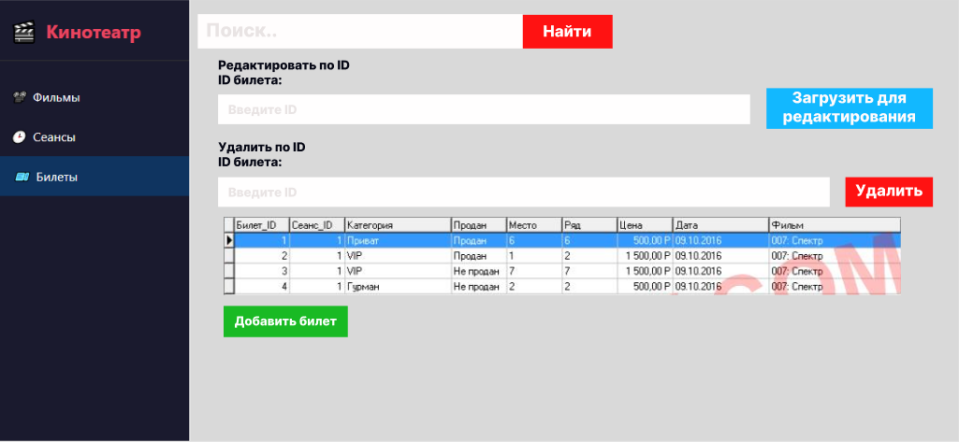 Кинотеатр
Фильмы
Сеансы
Билеты
Поиск.. Найти
Редактировать по ID
ID билета:
Введите ID
Загрузить для
редактирования
Удалить по ID
ID билета:
Введите ID Удалить
Билет_ID Сеанс_ID Категория Продан Место Ряд Цена Дата Фильм
1 1 Приват Продан 6 6 500,00 Р 09.10.2016 007: Спектр
2 1 VIP Продан 1 2 1 500,00 Р 09.10.2016 007: Спектр
3 1 VIP Не продан 7 7 1 500,00 Р 09.10.2016 007: Спектр
4 1 Гурман Не продан 2 2 500,00 Р 09.10.2016 007: Спектр
.COM
Добавить билет